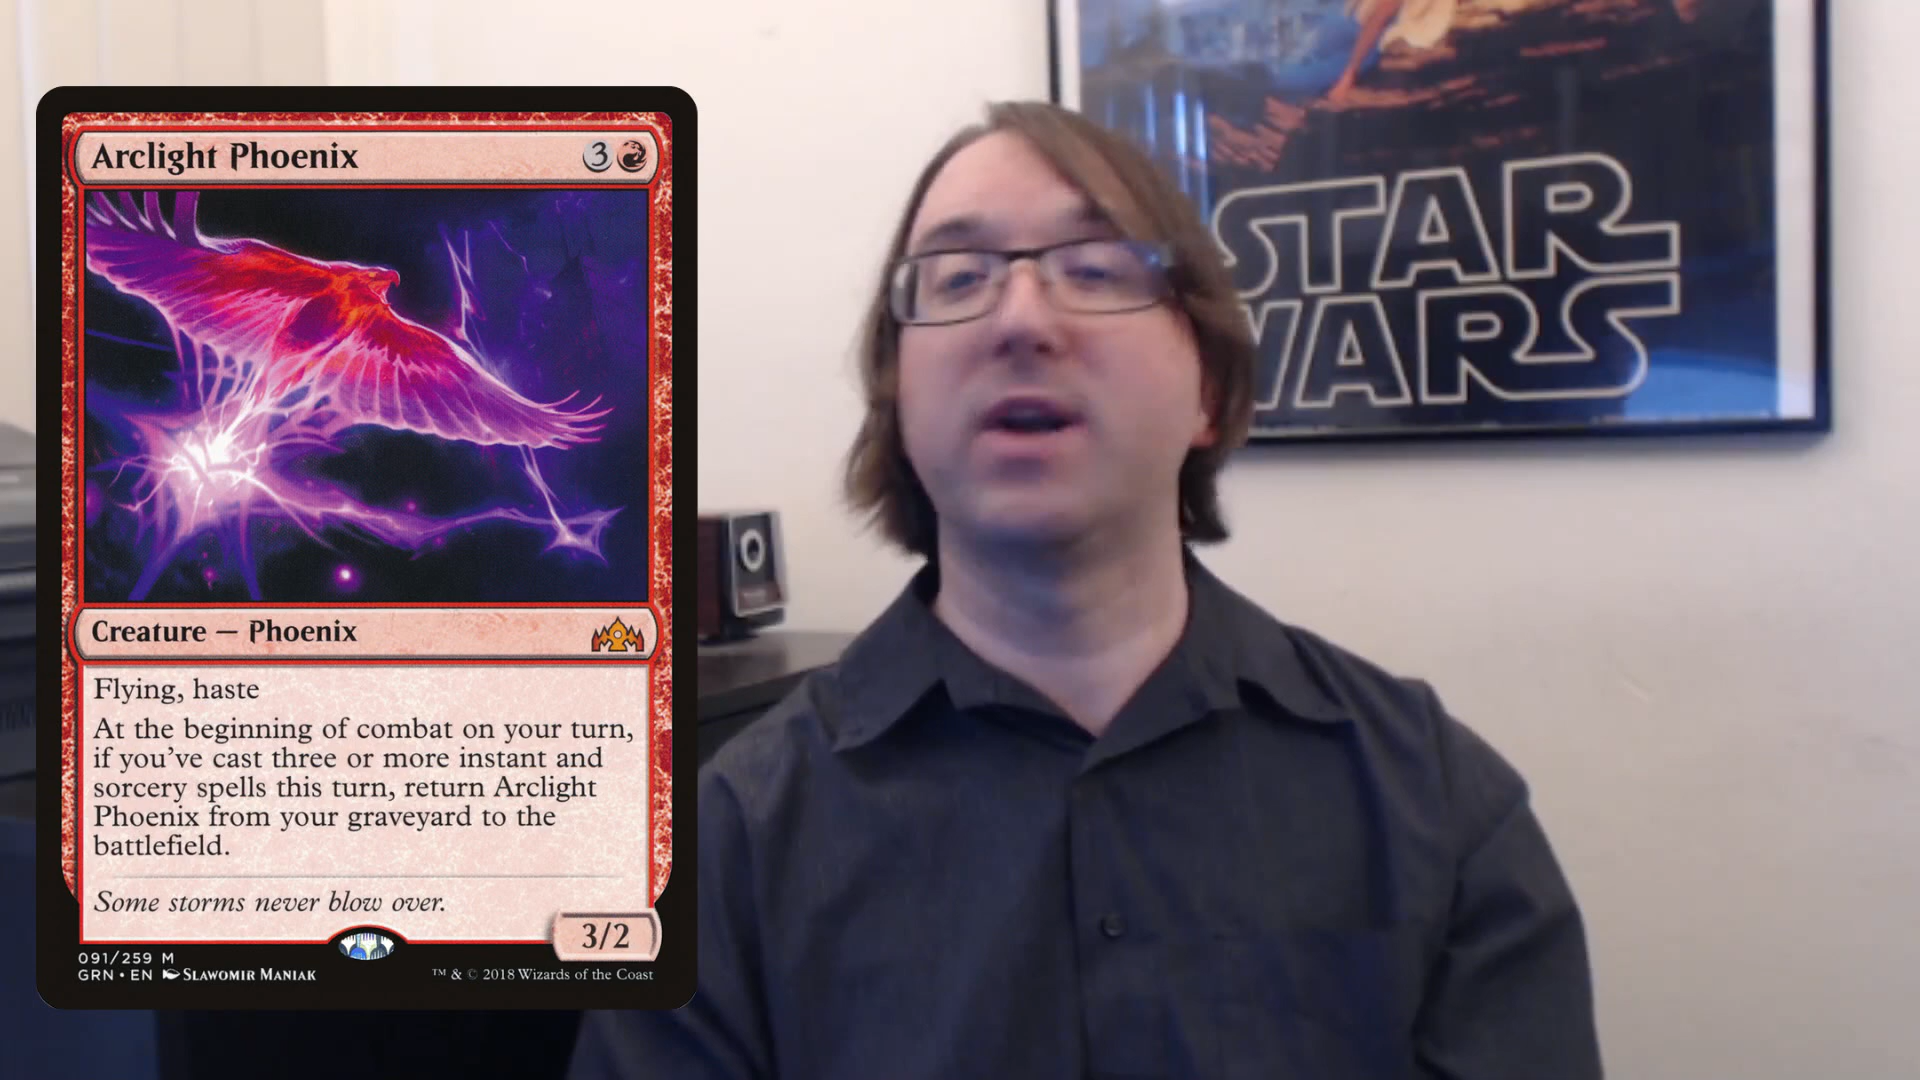 Arclight Phoenix
3
Creature — Phoenix
Flying, haste
At the beginning of combat on your turn,
if you've cast three or more instant and
sorcery spells this turn, return Arclight
Phoenix from your graveyard to the
battlefield.
Some storms never blow over.
3/2
091/259 M
GRN • EN SLAWOMIR MANIAK
™ & © 2018 Wizards of the Coast
STAR
WARS